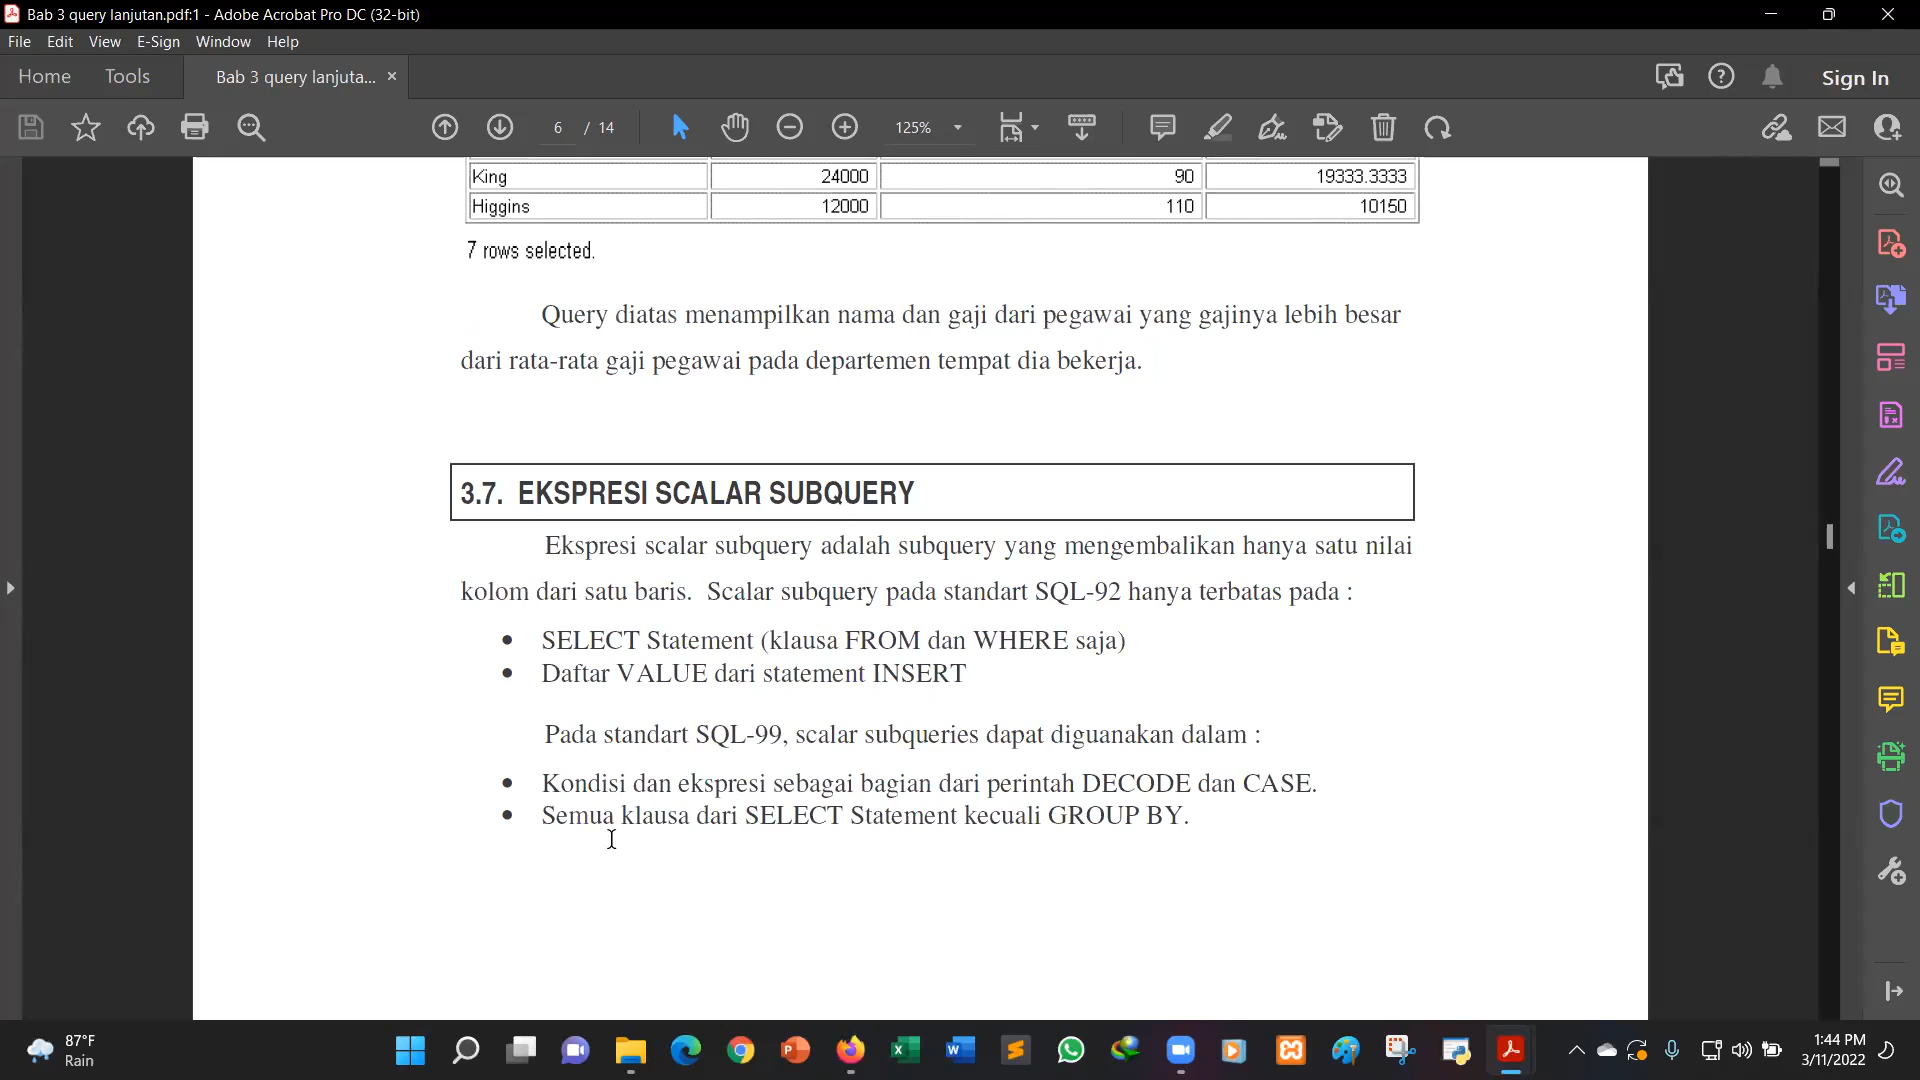 Bab 3 query lanjutan.pdf:1 - Adobe Acrobat Pro DC (32-bit)
File Edit View E-Sign Window Help
Home Tools Bab 3 query lanjuta... × Sign In
6 / 14 125%
King 24000 90 19333.3333
Higgins 12000 110 10150
7 rows selected.
Query diatas menampilkan nama dan gaji dari pegawai yang gajinya lebih besar
dari rata-rata gaji pegawai pada departemen tempat dia bekerja.
3.7. EKSPRESI SCALAR SUBQUERY
Ekspresi scalar subquery adalah subquery yang mengembalikan hanya satu nilai
kolom dari satu baris. Scalar subquery pada standart SQL-92 hanya terbatas pada :
• SELECT Statement (klausa FROM dan WHERE saja)
• Daftar VALUE dari statement INSERT
Pada standart SQL-99, scalar subqueries dapat diguanakan dalam :
• Kondisi dan ekspresi sebagai bagian dari perintah DECODE dan CASE.
• Semua klausa dari SELECT Statement kecuali GROUP BY.
87°F
Rain
1:44 PM
3/11/2022